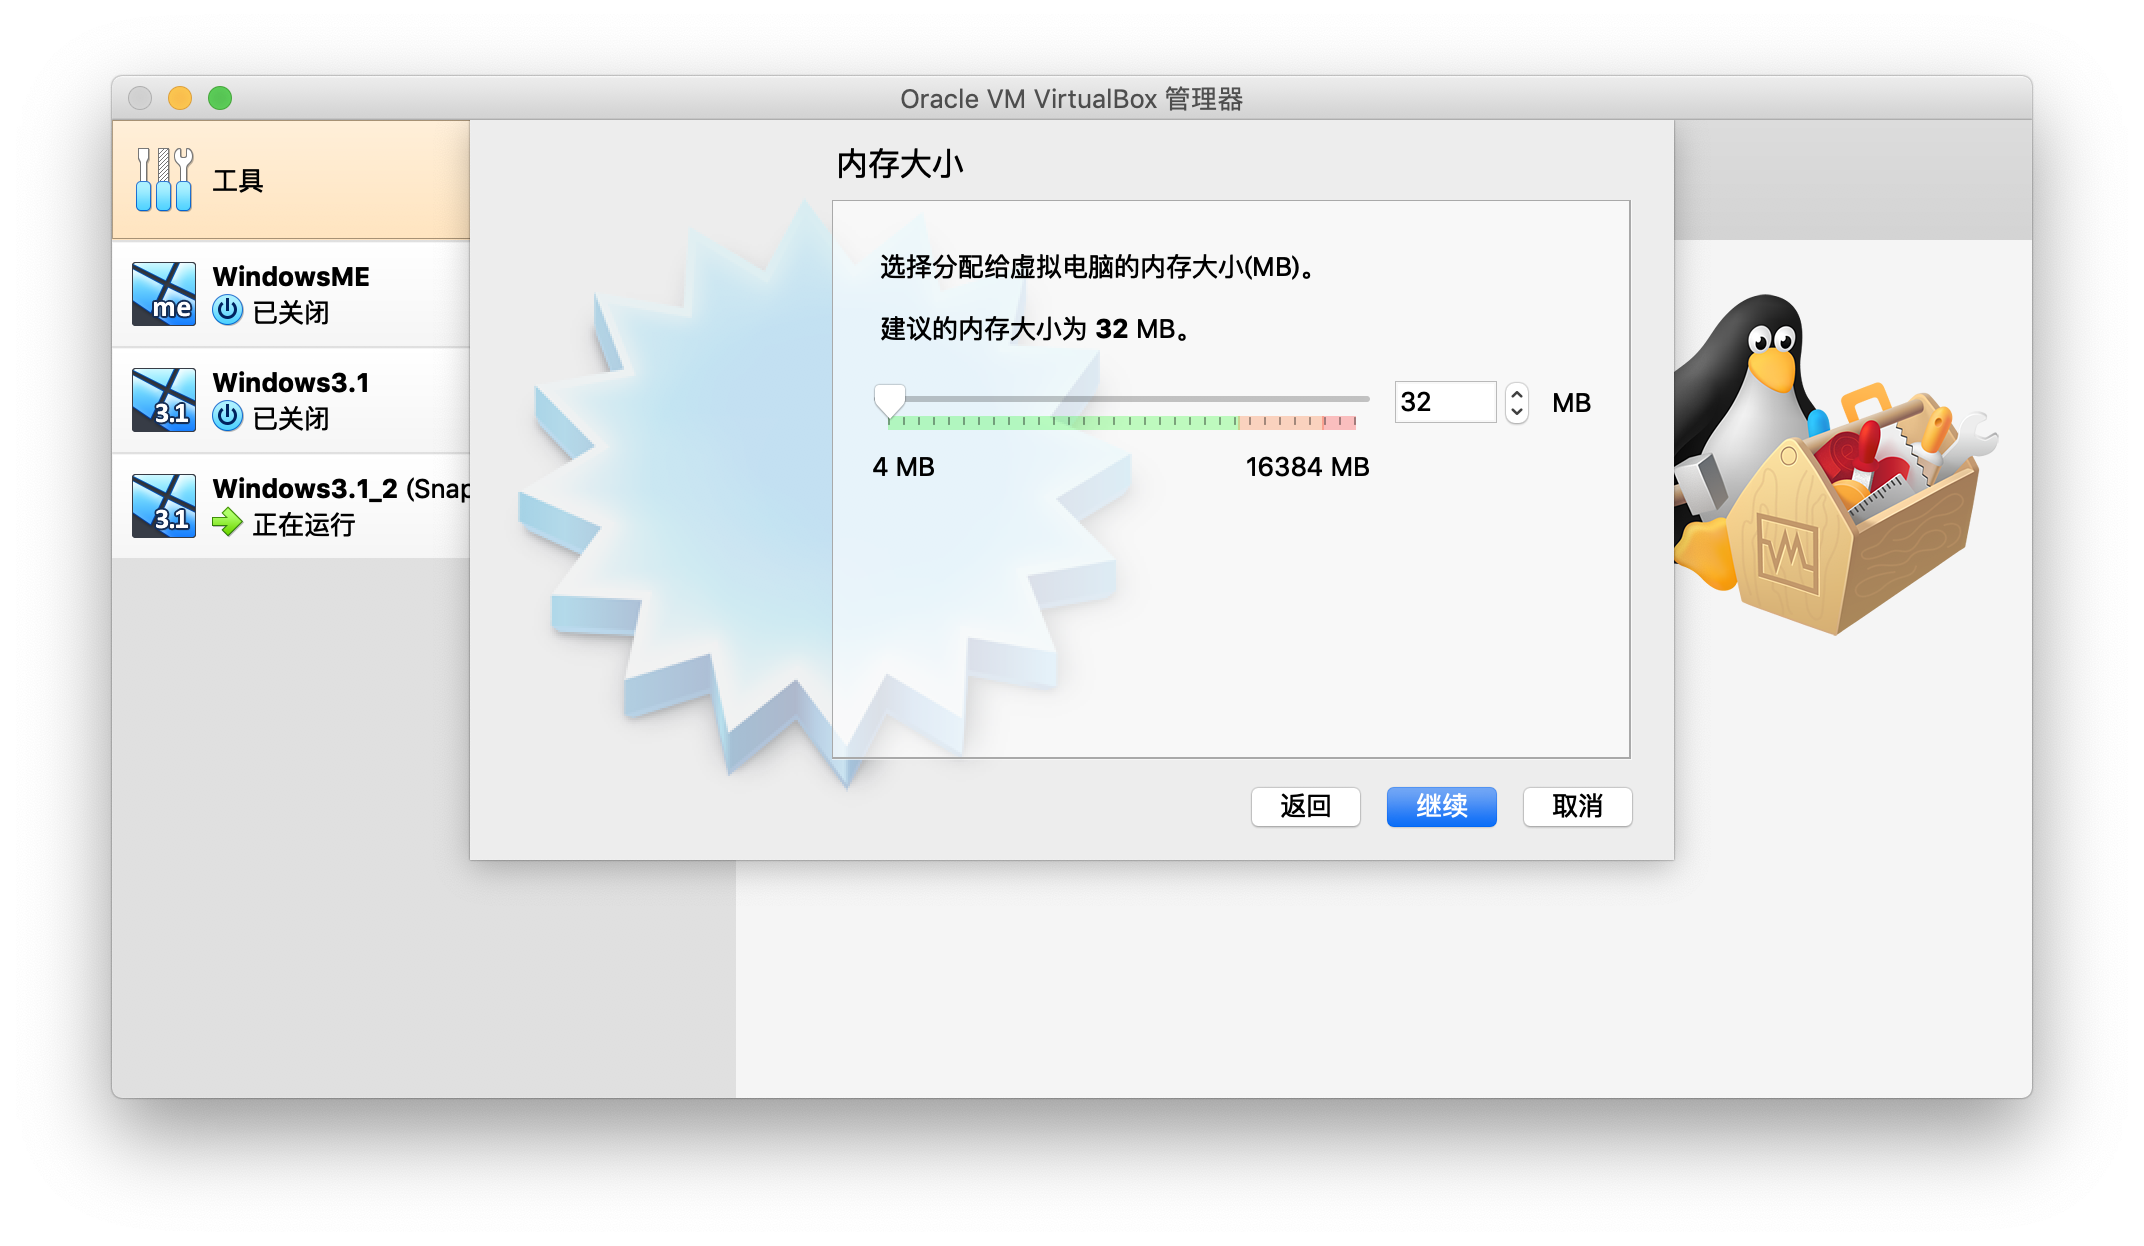 Oracle VM VirtualBox 管理器
工具
me
WindowsME
已关闭
3.1
Windows3.1
已关闭
3.1
Windows3.1_2 (Snap
正在运行
内存大小
选择分配给虚拟电脑的内存大小(MB)。
建议的内存大小为 32 MB。
32 MB
4 MB 16384 MB
返回 继续 取消